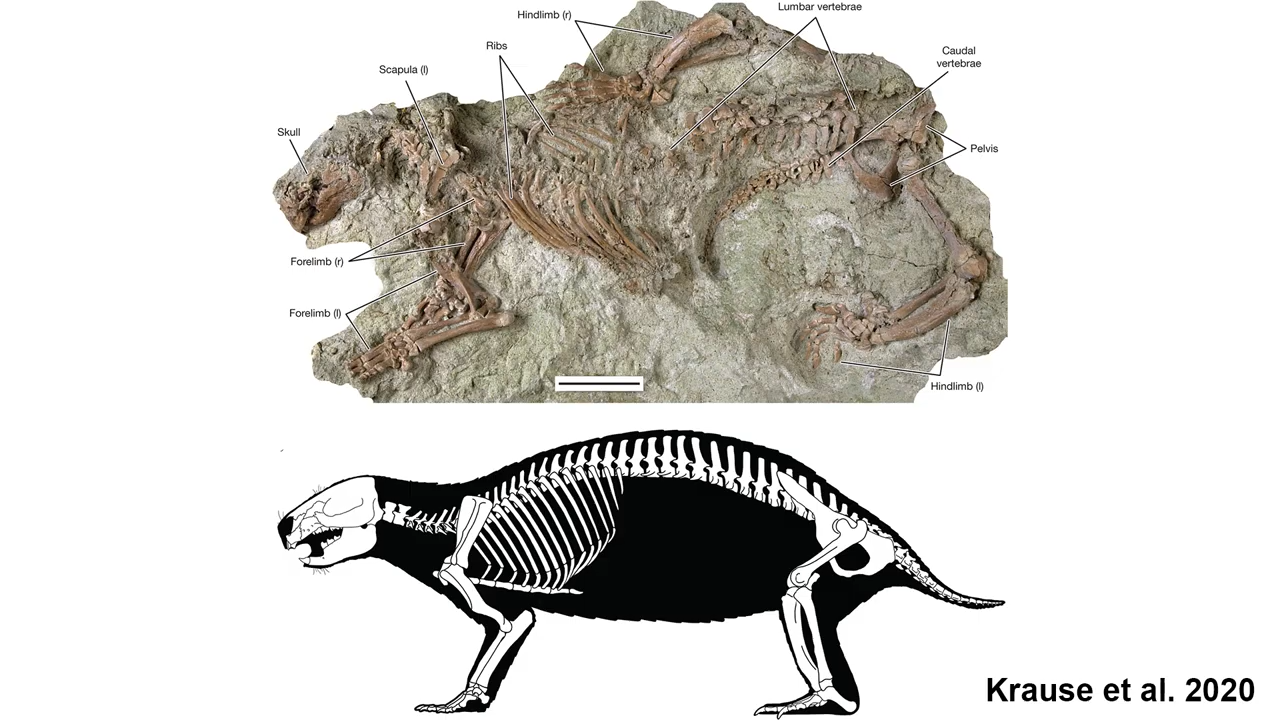 Hindlimb (r)
Lumbar vertebrae
Ribs
Caudal
vertebrae
Scapula (l)
Skull
Pelvis
Forelimb (r)
Forelimb (l)
Hindlimb (l)
Krause et al. 2020